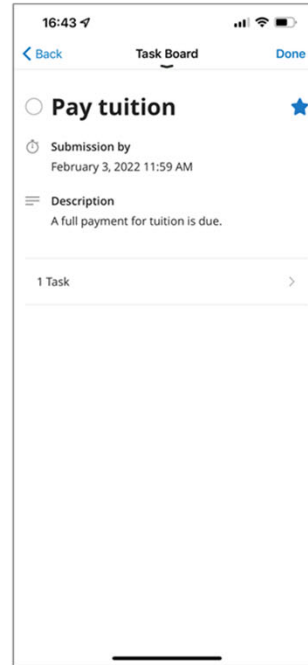 16:43
Back Task Board Done
Pay tuition
Submission by
February 3, 2022 11:59 AM
Description
A full payment for tuition is due.
1 Task